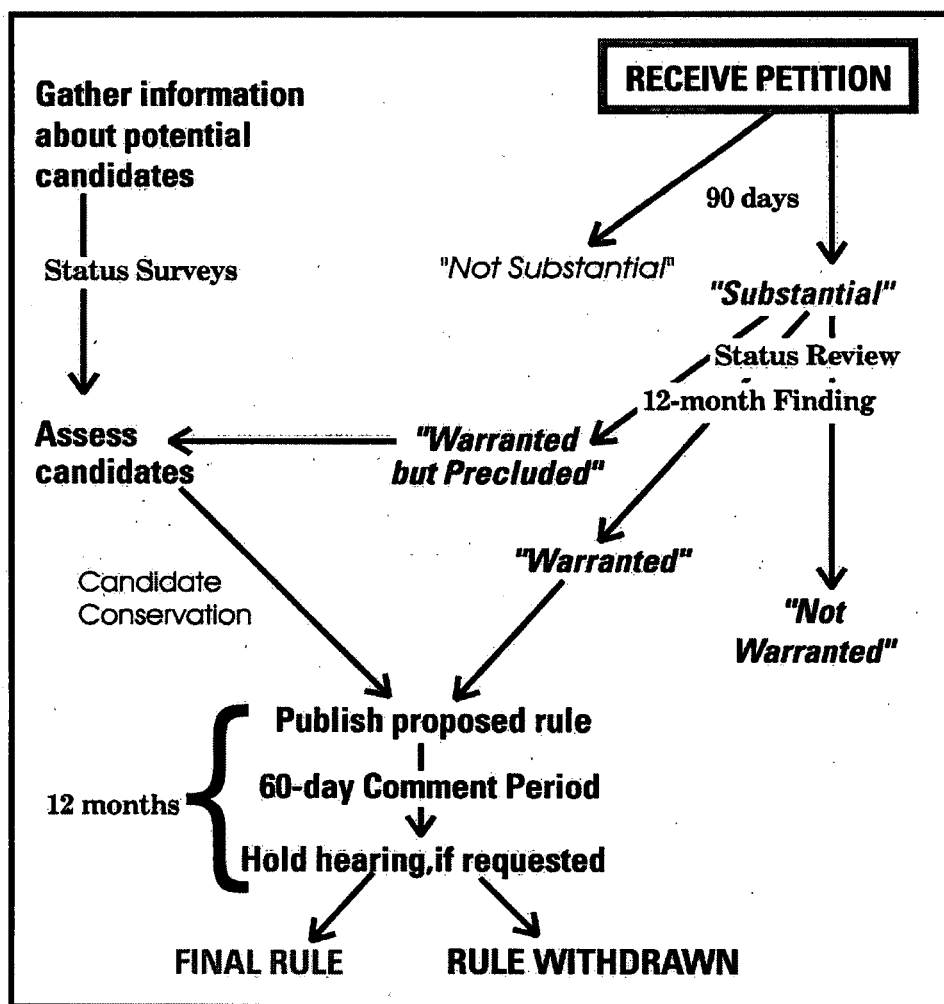 RECEIVE PETITION
Gather information
about potential
candidates
90 days
"Not Substantial"
Status Surveys
"Substantial"
Status Review
12-month Finding
Assess
candidates
"Warranted
but Precluded"
"Warranted"
Candidate
Conservation
"Not
Warranted"
Publish proposed rule
60-day Comment Period
12 months
Hold hearing,if requested
FINAL RULE
RULE WITHDRAWN